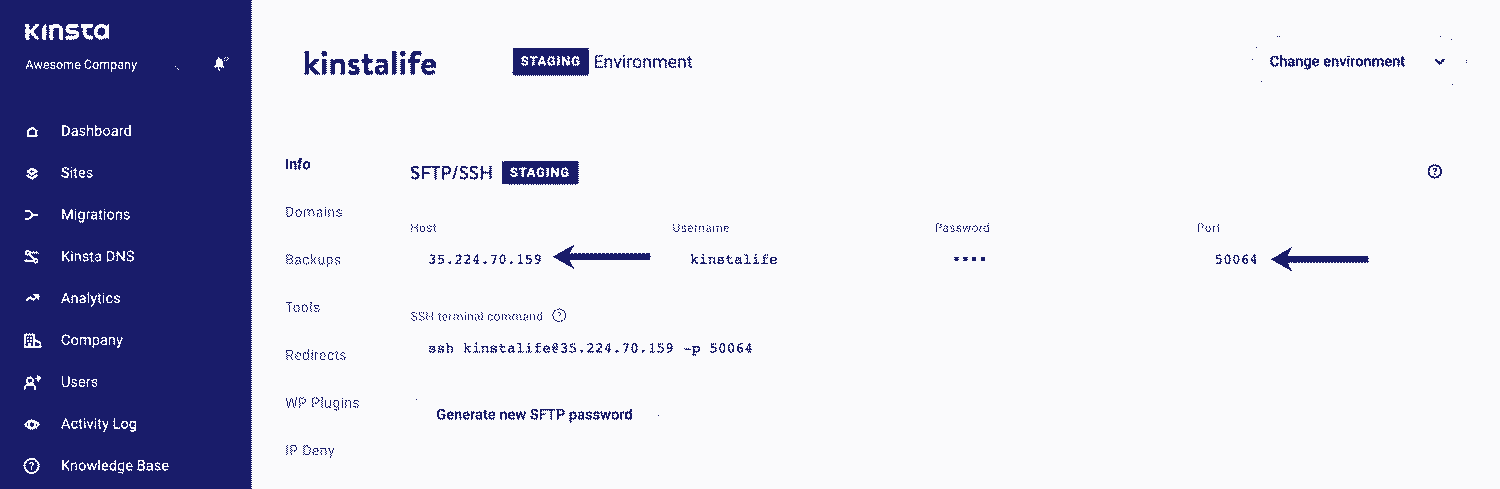 Kinsta
Awesome Company
Dashboard
Sites
Migrations
Kinsta DNS
Analytics
Company
Users
Activity Log
Knowledge Base
kinstalife STAGING Environment
Change environment
Info
Domains
Backups
Tools
Redirects
WP Plugins
IP Deny
SFTP/SSH STAGING
Host Username Password Port
35.224.70.159 kinstalife •••• 50064
SSH terminal command
ssh kinstalife@35.224.70.159 -p 50064
Generate new SFTP password